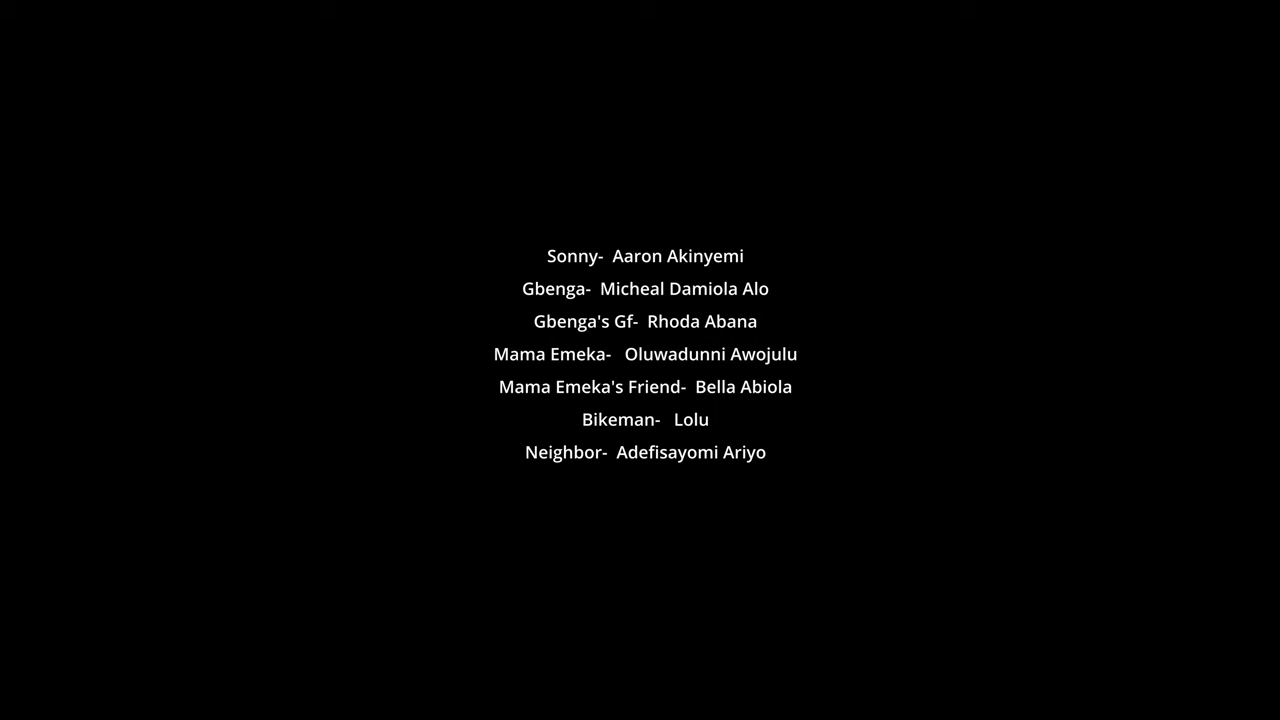 Sonny-  Aaron Akinyemi
Gbenga-  Micheal Damiola Alo
Gbenga's Gf-  Rhoda Abana
Mama Emeka-   Oluwadunni Awojulu
Mama Emeka's Friend-  Bella Abiola
Bikeman-   Lolu
Neighbor-  Adefisayomi Ariyo